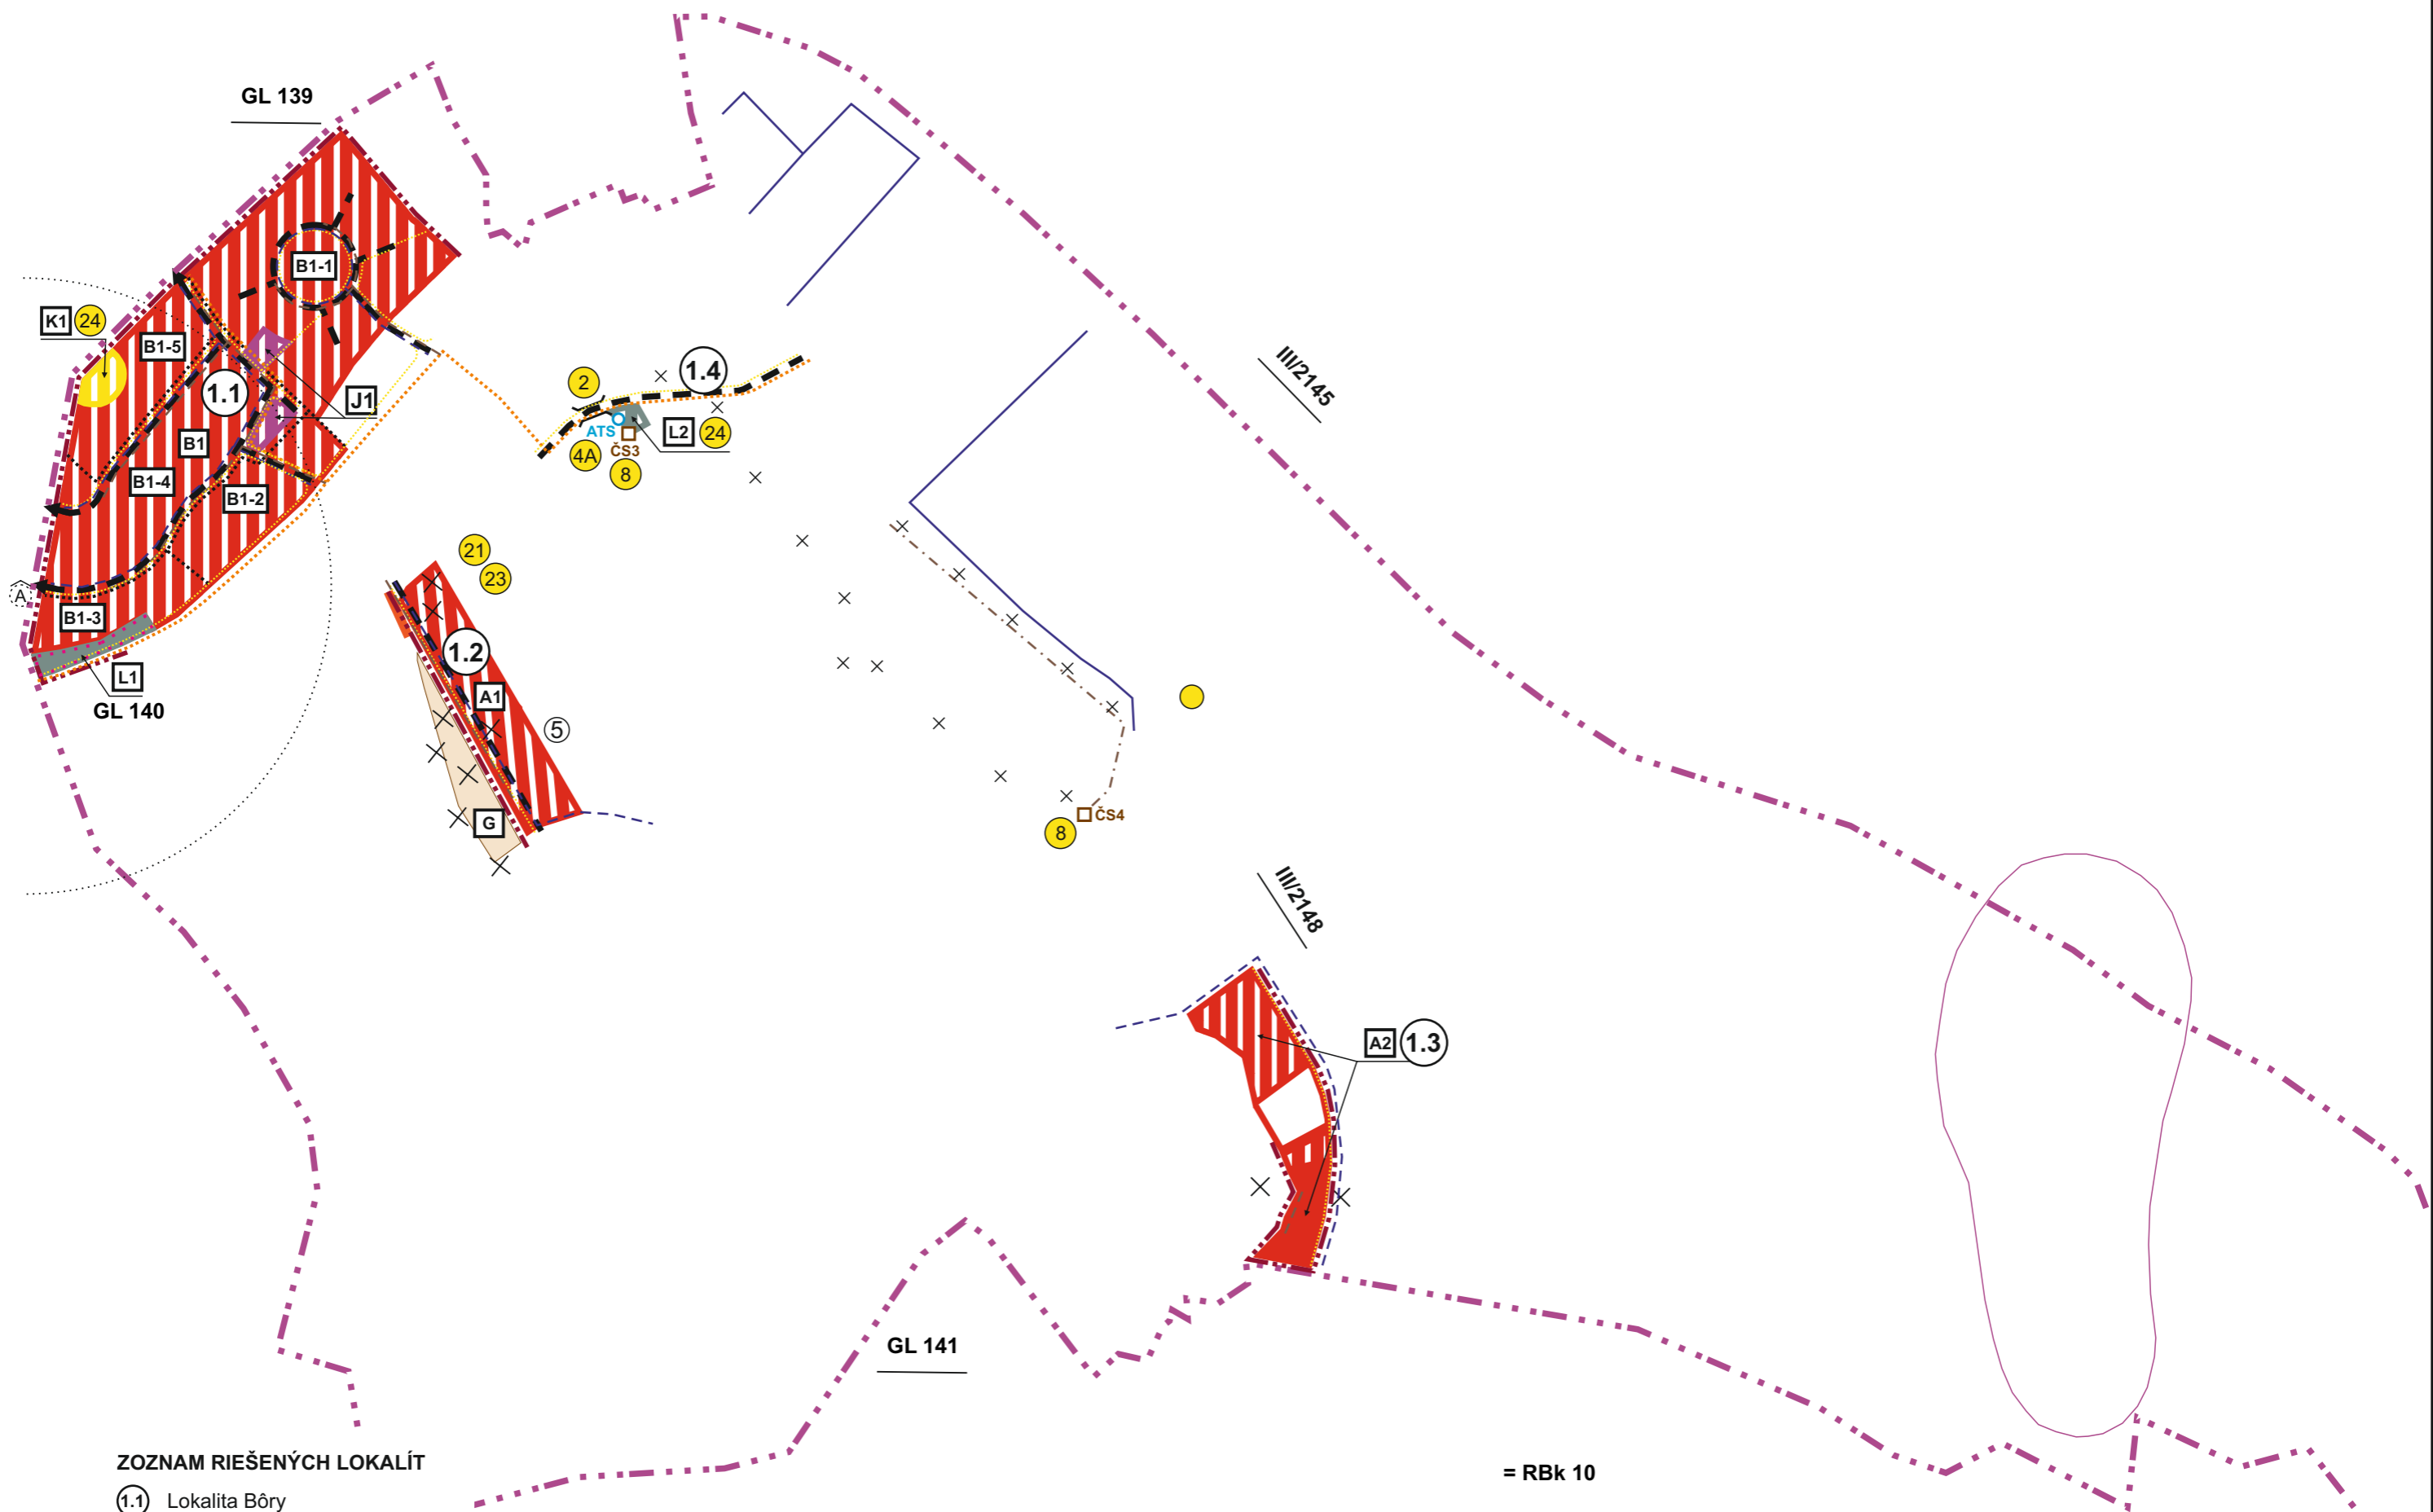 GL 139
B1-1
K1 24
B1-5
1.1
J1
B1
B1-4
B1-2
A
B1-3
L1
GL 140
2
1.4
ATS
L2 24
4A
ČS3
8
21
23
1.2
A1
5
G
III/2145
8
ČS4
III/2148
A2 1.3
GL 141
ZOZNAM RIEŠENÝCH LOKALÍT
1.1 Lokalita Bôry
= RBk 10